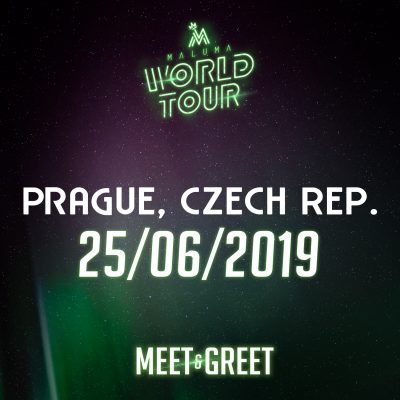 MALUMA
WORLD
TOUR
PRAGUE, CZECH REP.
25/06/2019
MEET&GREET